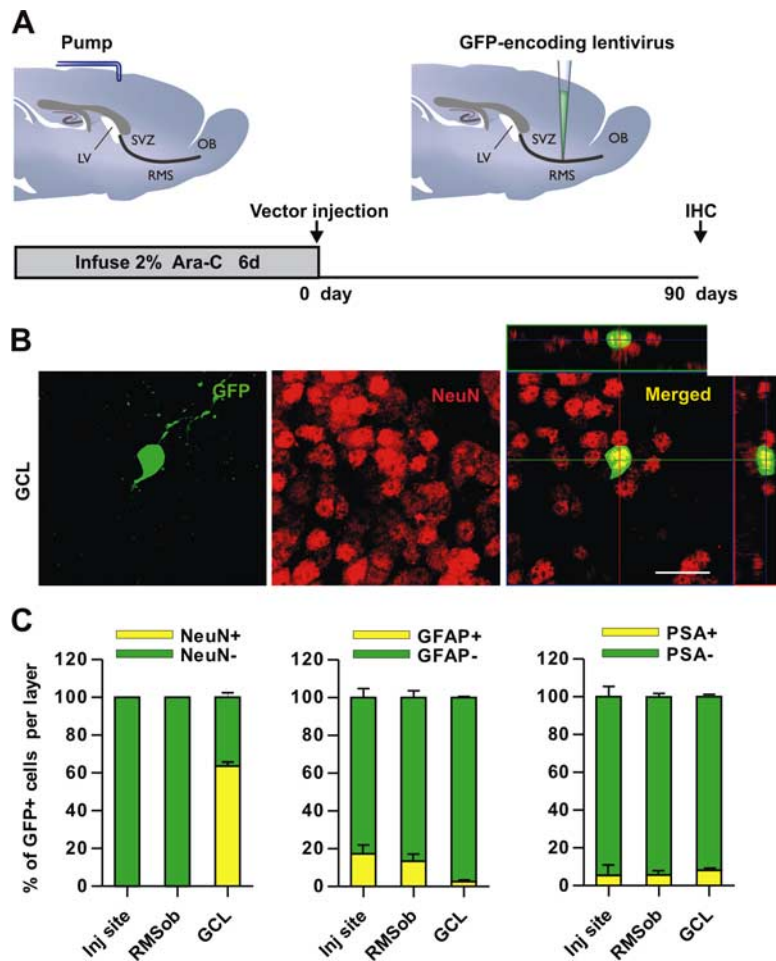 A
Pump
GFP-encoding lentivirus
SVZ
OB
LV
RMS
SVZ
OB
LV
RMS
Vector injection
IHC
Infuse 2% Ara-C 6d
0 day
90 days
B
GCL
GFP
NeuN
Merged
C
% of GFP+ cells per layer
NeuN+
NeuN-
120
100
80
60
40
20
0
Inj site
RMSob
GCL
GFAP+
GFAP-
120
100
80
60
40
20
0
Inj site
RMSob
GCL
PSA+
PSA-
120
100
80
60
40
20
0
Inj site
RMSob
GCL